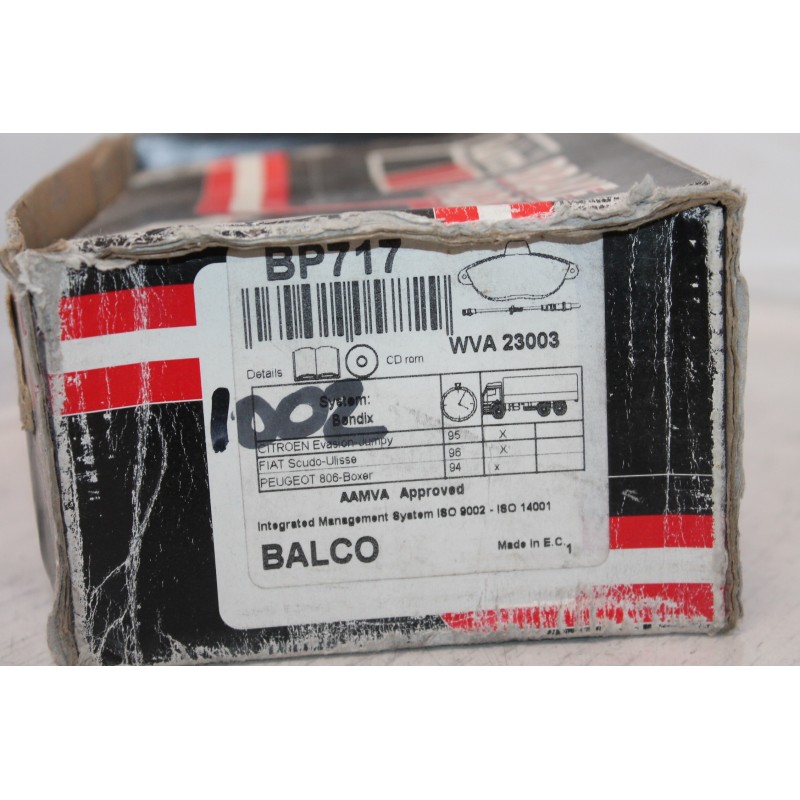 BP717
WVA 23003
Details
CD rom
1002
System:
Bendix
CITROEN Evasion-Jumpy 95 X
FIAT Scudo-Ulisse 96 X
PEUGEOT 806-Boxer 94 x
AAMVA Approved
Integrated Management System ISO 9002 - ISO 14001
BALCO
Made in E.C. 1